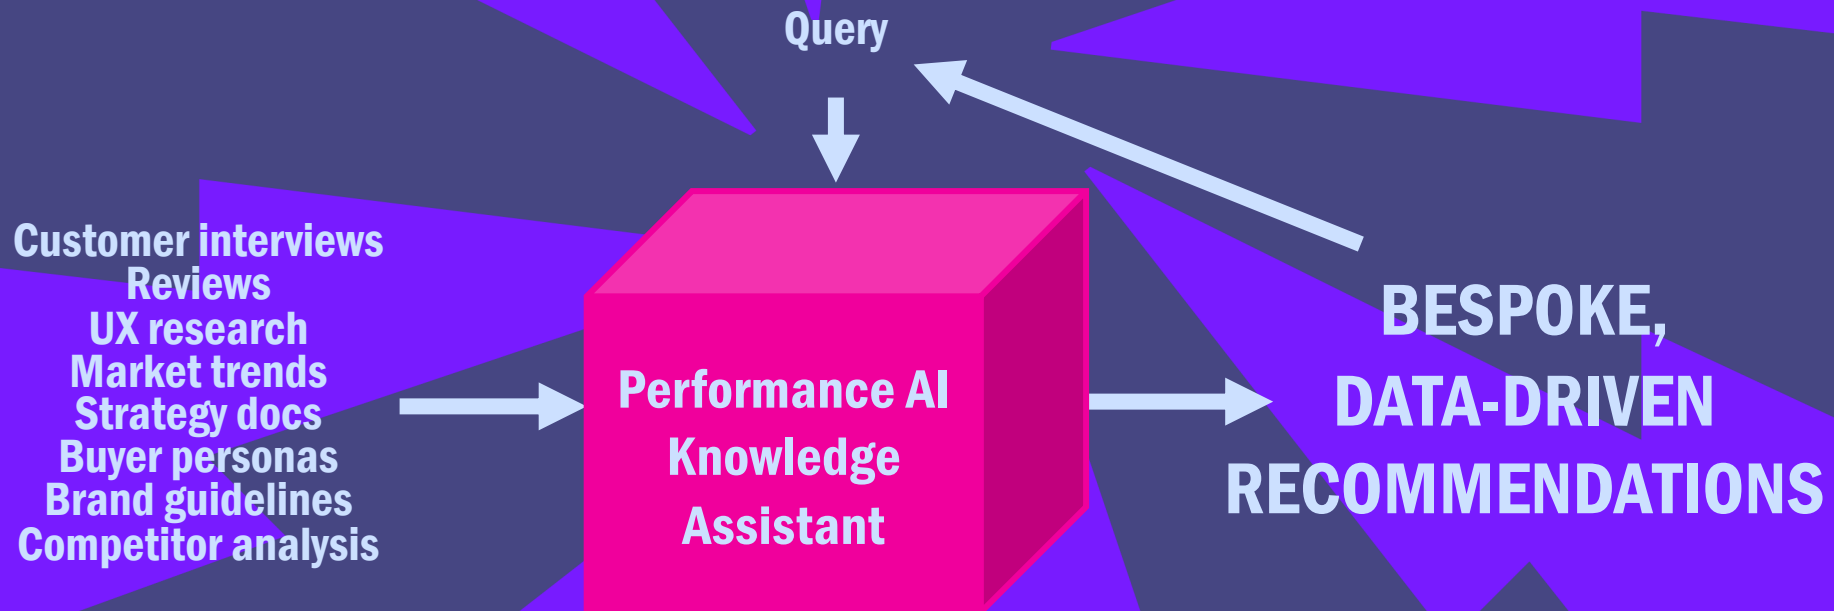 Query
Customer interviews
Reviews
UX research
Market trends
Strategy docs
Buyer personas
Brand guidelines
Competitor analysis
Performance AI
Knowledge
Assistant
BESPOKE,
DATA-DRIVEN
RECOMMENDATIONS